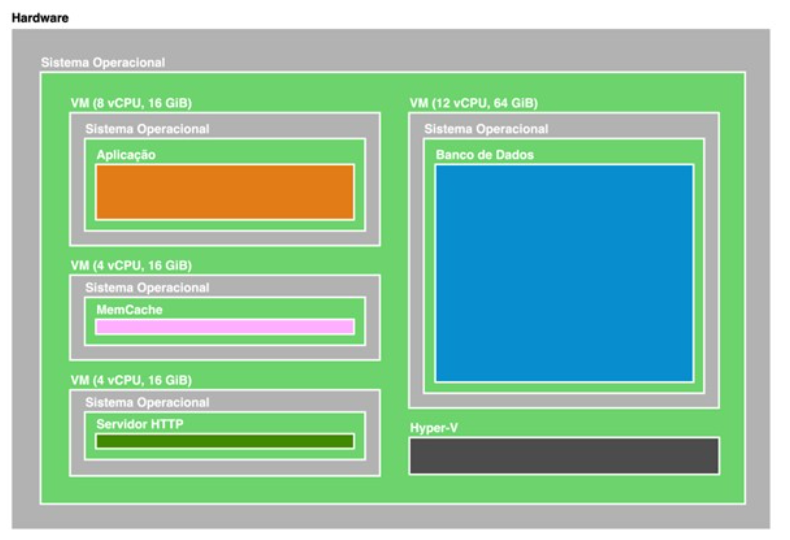 Hardware
Sistema Operacional
VM (8 vCPU, 16 GiB)
Sistema Operacional
Aplicação
VM (4 vCPU, 16 GiB)
Sistema Operacional
MemCache
VM (4 vCPU, 16 GiB)
Sistema Operacional
Servidor HTTP
VM (12 vCPU, 64 GiB)
Sistema Operacional
Banco de Dados
Hyper-V